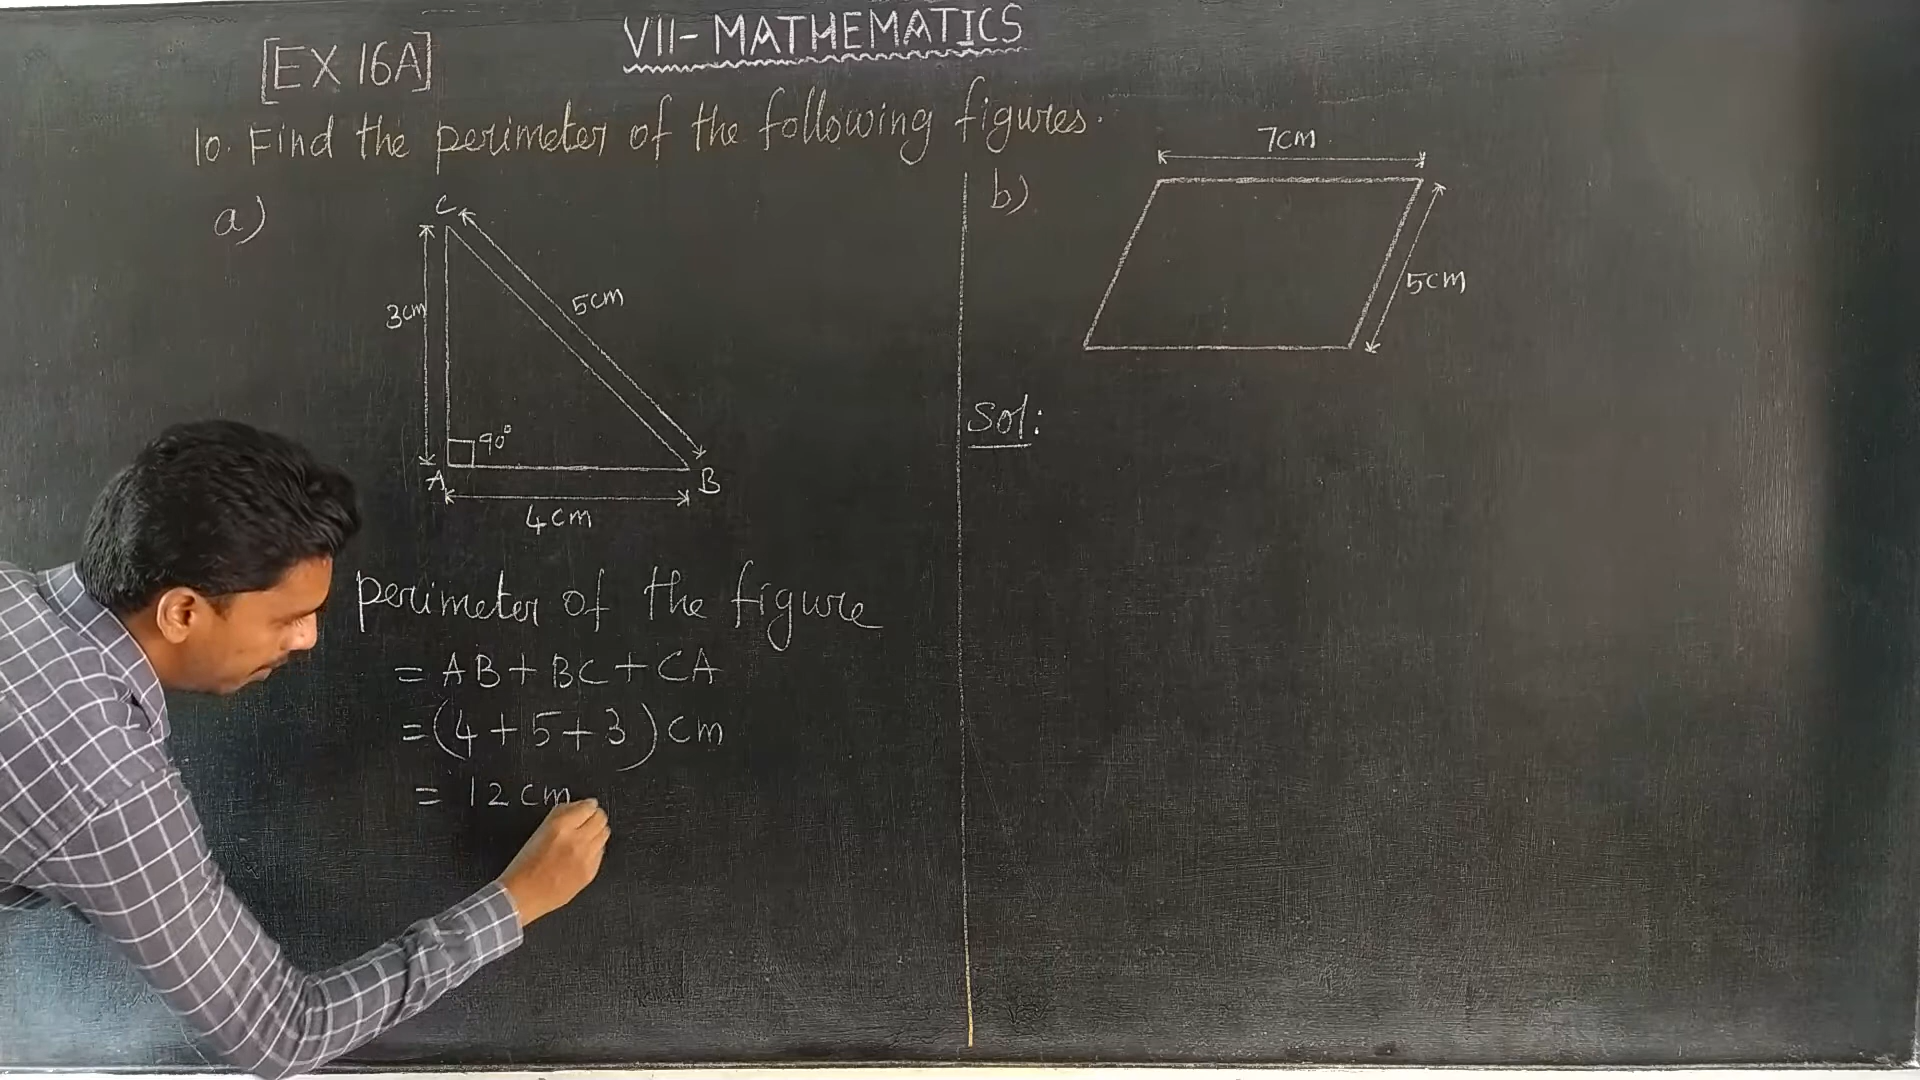 VII- MATHEMATICS
[EX 16A]
10. Find the perimeter of the following figures.
a)
C
3cm
5cm
90°
A
B
4cm
perimeter of the figure
= AB + BC + CA
= (4 + 5 + 3) cm
= 12 cm
b)
7cm
5cm
Sol: